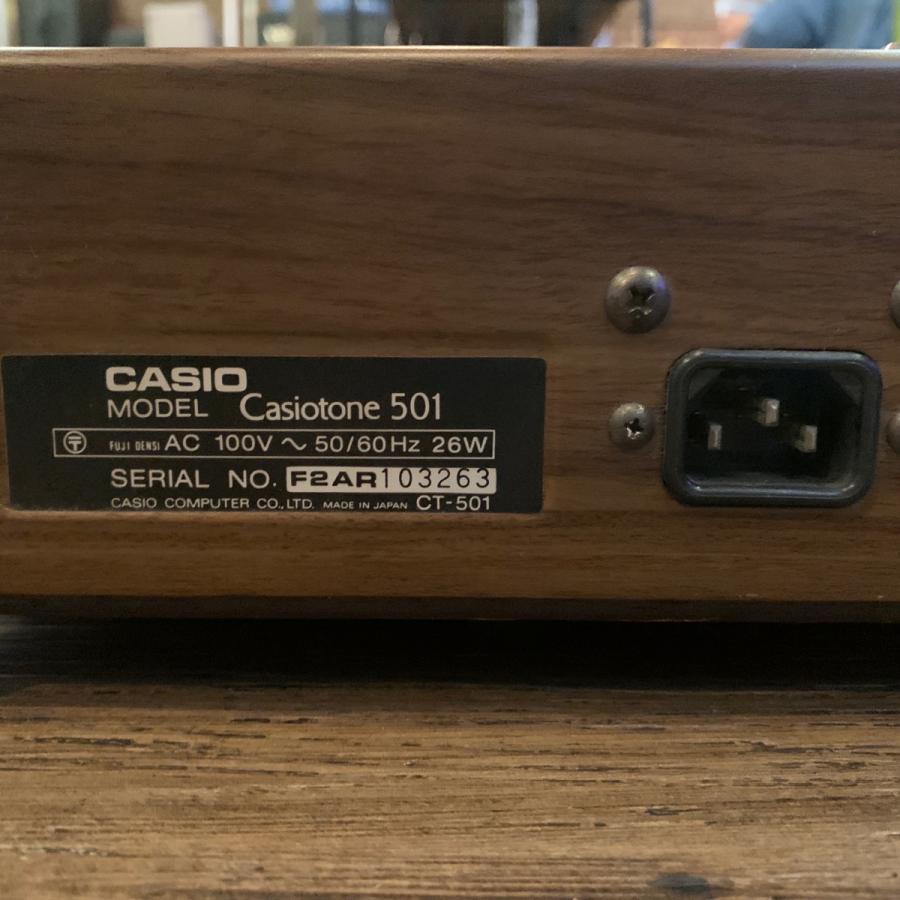 CASIO
MODEL Casiotone 501
FUJI DENSI AC 100V ~ 50/60Hz 26W
SERIAL NO. F2AR103263
CASIO COMPUTER CO.,LTD. MADE IN JAPAN CT-501